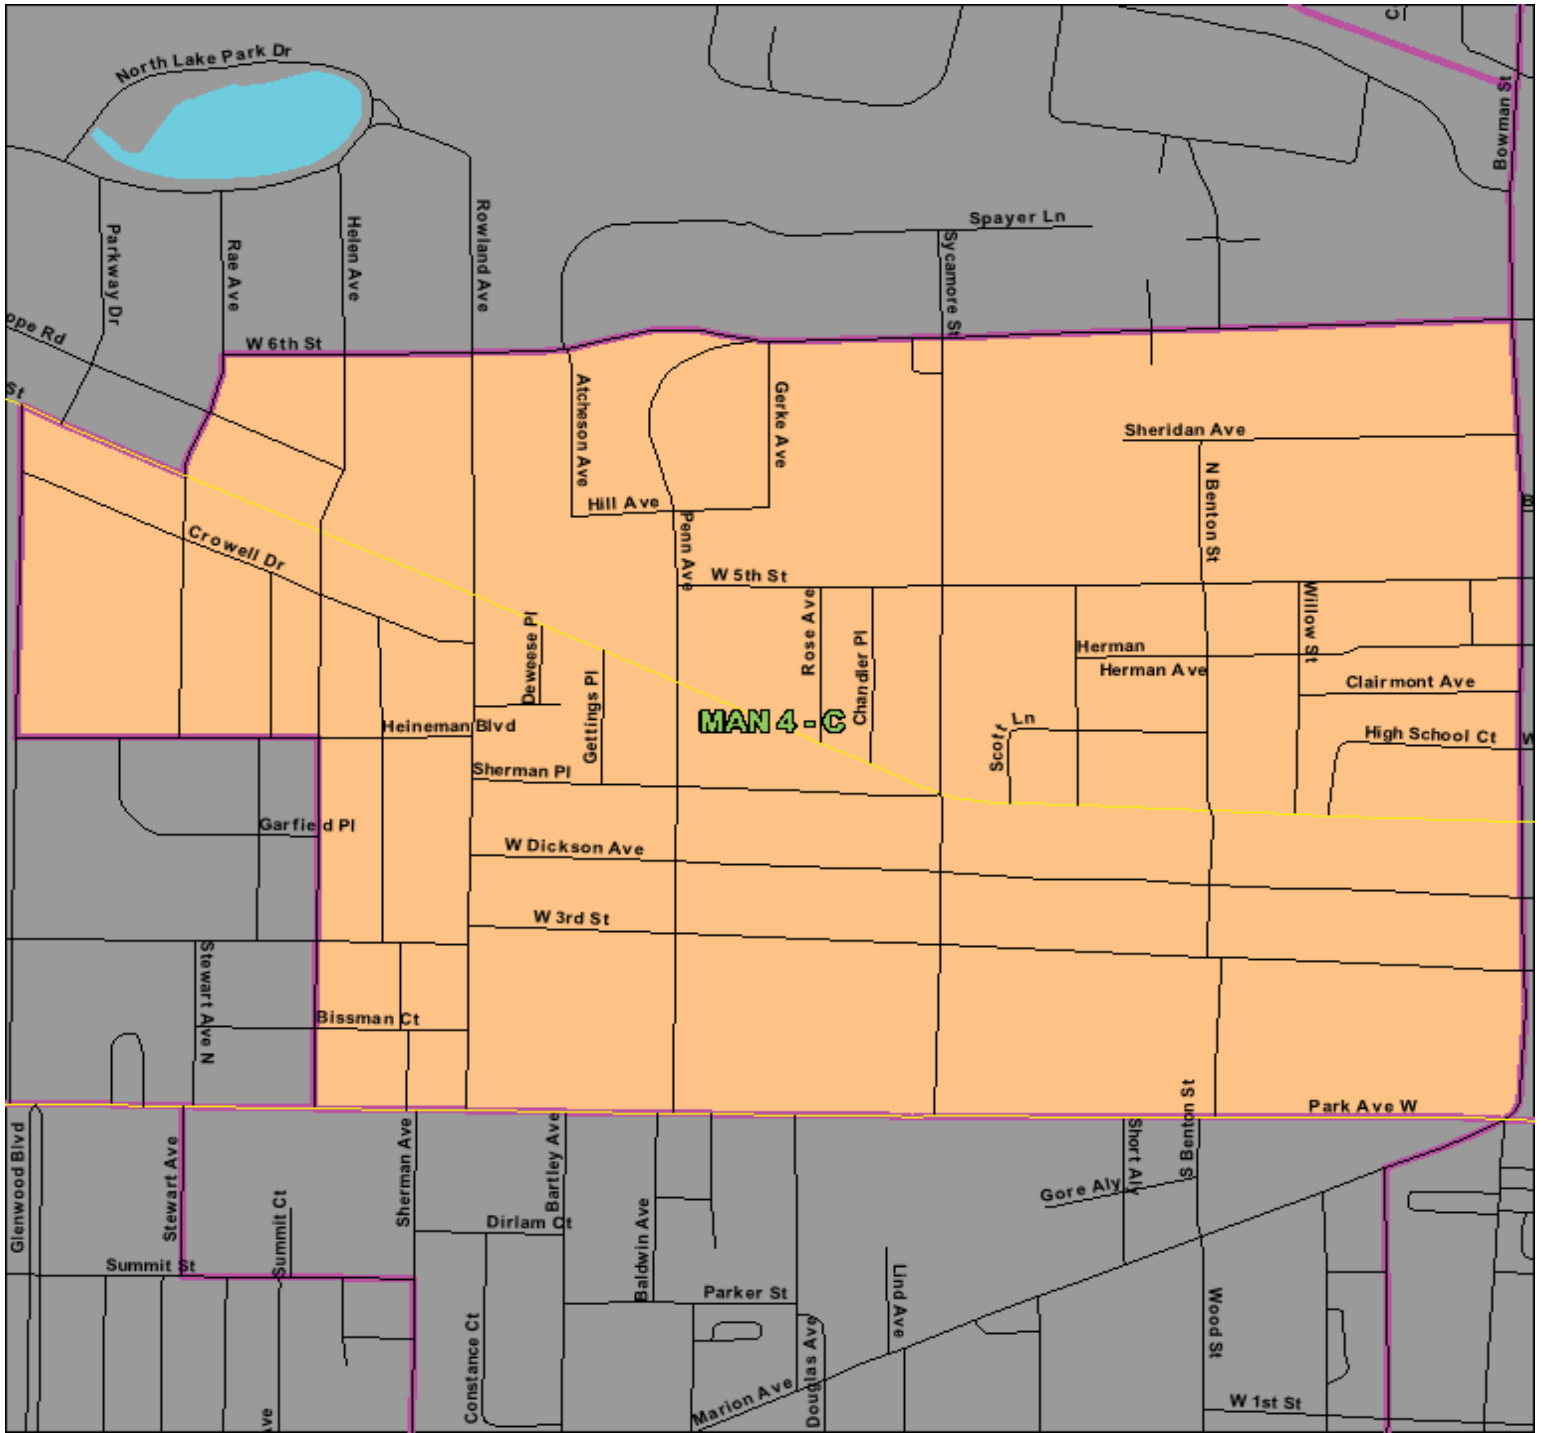 North Lake Park Dr
Bowman St
Parkway Dr
Rae Ave
Helen Ave
Rowland Ave
Spayer Ln
Sycamore St
ope Rd
W 6th St
St
Atcheson Ave
Gerke Ave
Sheridan Ave
N Benton St
Hill Ave
Penn Ave
Crowell Dr
W 5th St
Rose Ave
Chandler Pl
Willow St
Deweese Pl
Gettings Pl
Herman
Herman Ave
Clairmont Ave
MAN 4 - C
Heineman Blvd
Scott Ln
High School Ct
Sherman Pl
Garfield Pl
W Dickson Ave
W 3rd St
Stewart Ave N
Bissman Ct
Park Ave W
Glenwood Blvd
Stewart Ave
Sherman Ave
Bartley Ave
Short Aly
S Benton St
Gore Aly
Summit Ct
Dirlam Ct
Baldwin Ave
Summit St
Parker St
Lind Ave
Constance Ct
Douglas Ave
Wood St
Marion Ave
W 1st St
ve